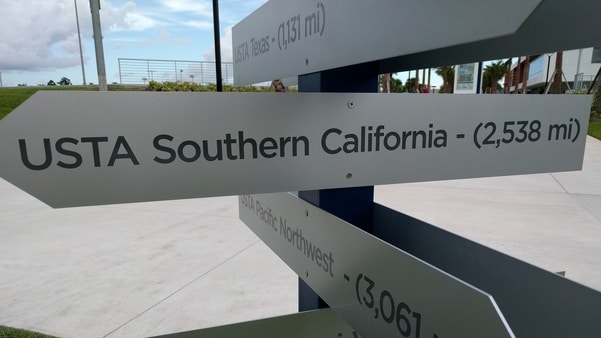 USTA Texas - (1,131 mi)
USTA Southern California - (2,538 mi)
USTA Pacific Northwest - (3,061